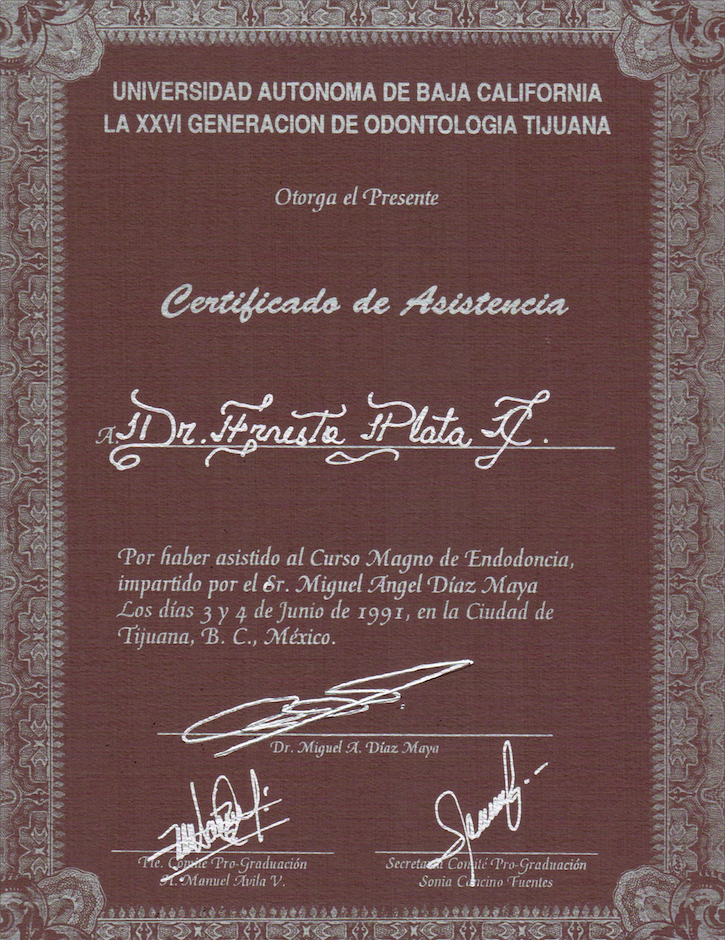 UNIVERSIDAD AUTONOMA DE BAJA CALIFORNIA
LA XXVI GENERACION DE ODONTOLOGIA TIJUANA
Otorga el Presente
Certificado de Asistencia
A Dr. Ernesto Plata F.
Por haber asistido al Curso Magno de Endodoncia,
impartido por el Sr. Miguel Angel Díaz Maya
Los días 3 y 4 de Junio de 1991, en la Ciudad de
Tijuana, B. C., México.
Dr. Miguel A. Díaz Maya
Pte. Comite Pro-Graduación
Secretaria Comité Pro-Graduación
H. Manuel Avila V.
Sonia Cancino Fuentes